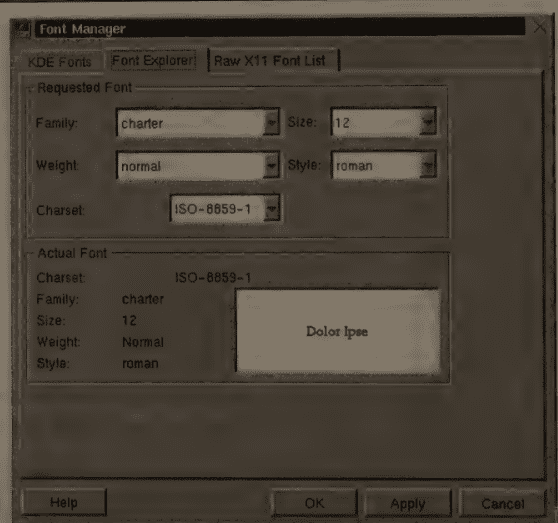 Font Manager
KDE Fonts Font Explorer Raw X11 Font List
Requested Font
Family: charter Size: 12
Weight: normal Style: roman
Charset: ISO-8859-1
Actual Font
Charset: ISO-8859-1
Family: charter
Size: 12
Weight: Normal
Style: roman
Dolor Ipse
Help OK Apply Cancel